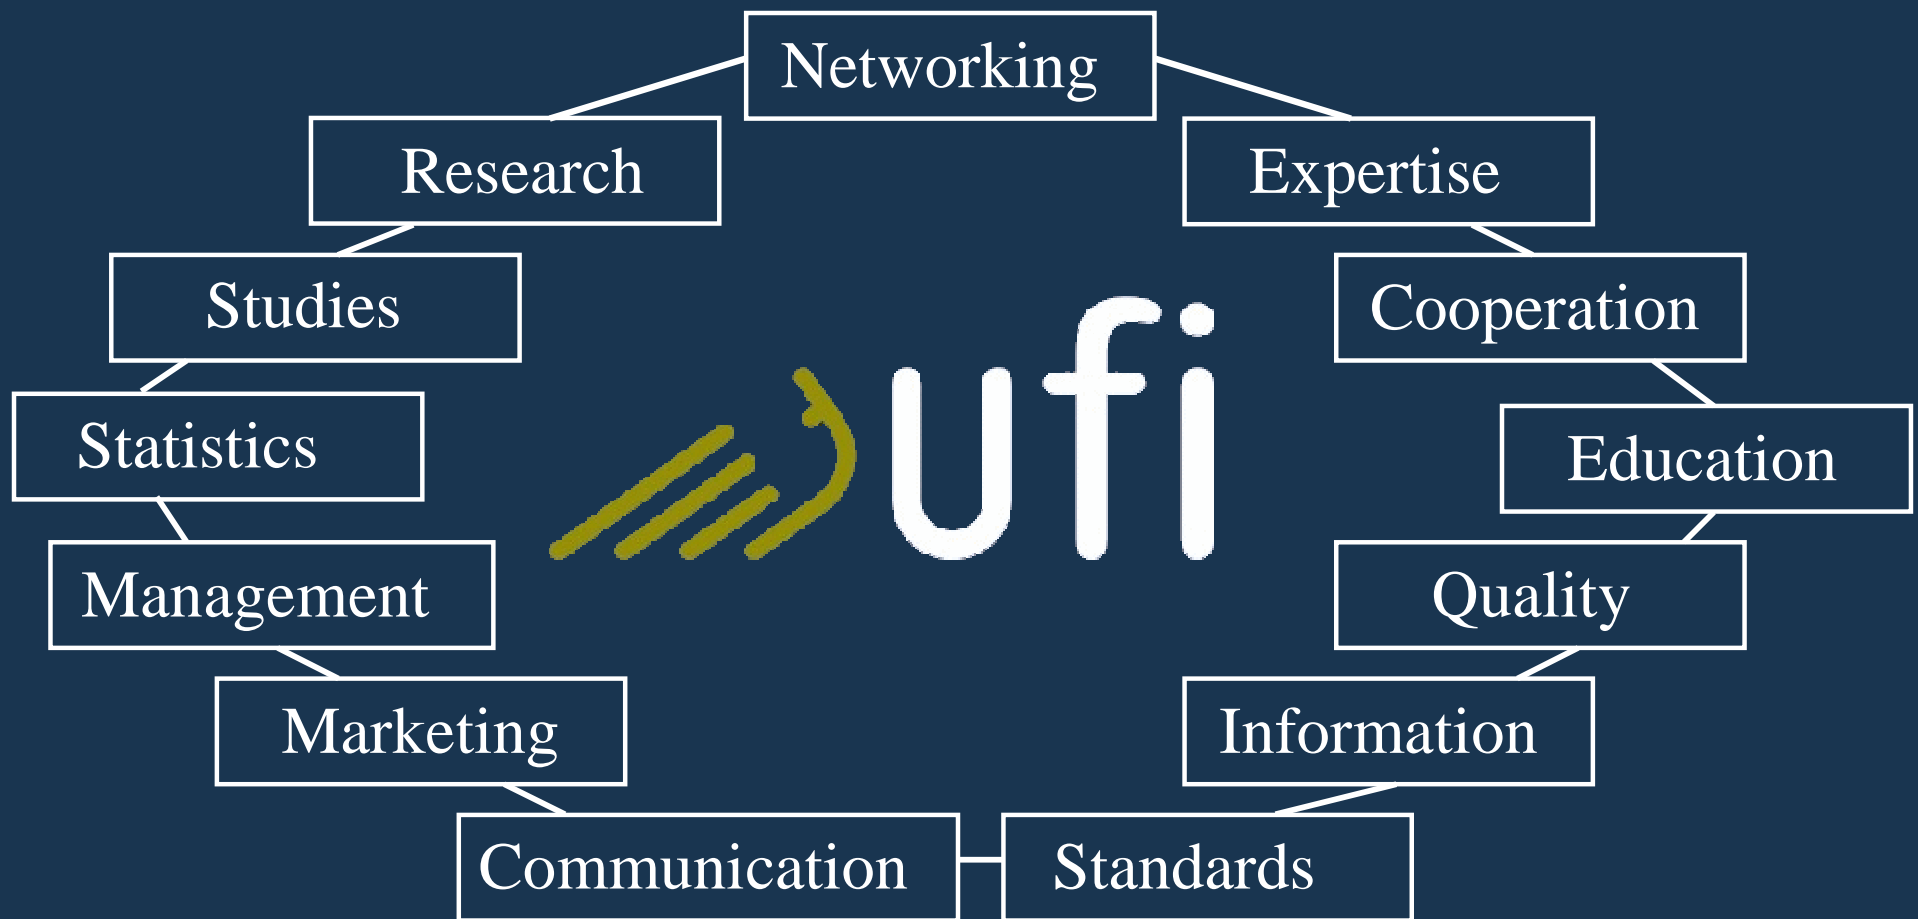 Networking
Research
Expertise
Studies
Cooperation
ufi
Statistics
Education
Management
Quality
Marketing
Information
Communication
Standards